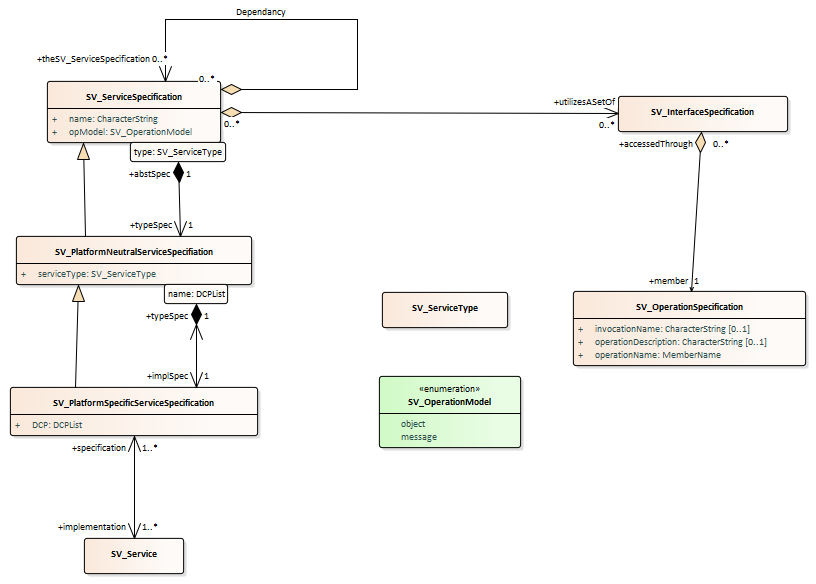 Dependancy
+theSV_ServiceSpecification 0..*
0..*
SV_ServiceSpecification
+ name: CharacterString
+ opModel: SV_OperationModel
0..*
+utilizesASetOf
0..*
SV_InterfaceSpecification
type: SV_ServiceType
+abstSpec 1
+accessedThrough 0..*
+typeSpec 1
SV_PlatformNeutralServiceSpecifiation
+ serviceType: SV_ServiceType
name: DCPList
+typeSpec 1
+member 1
SV_ServiceType
SV_OperationSpecification
+ invocationName: CharacterString [0..1]
+ operationDescription: CharacterString [0..1]
+ operationName: MemberName
+implSpec 1
SV_PlatformSpecificServiceSpecification
+ DCP: DCPList
«enumeration»
SV_OperationModel
object
message
+specification 1..*
+implementation 1..*
SV_Service